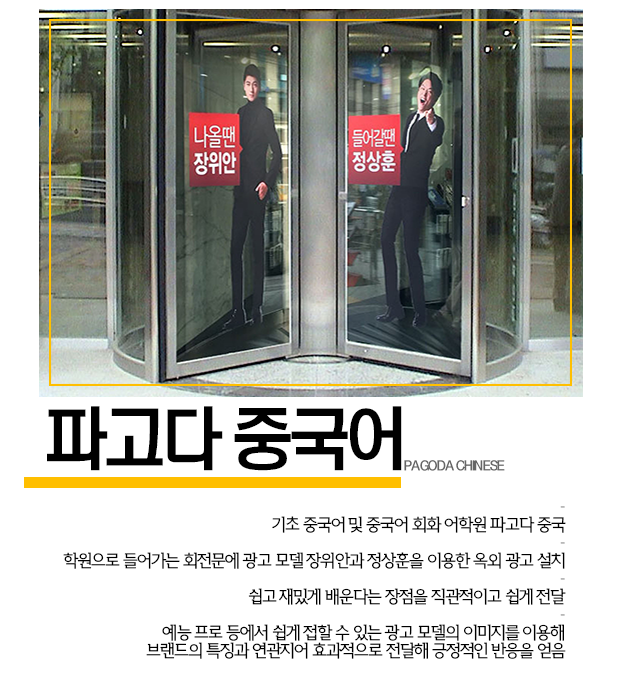 나올땐
장위안
들어갈땐
정상훈
파고다 중국어
PAGODA CHINESE
기초 중국어 및 중국어 회화 어학원 파고다 중국
학원으로 들어가는 회전문에 광고 모델 장위안과 정상훈을 이용한 옥외 광고 설치
쉽고 재밌게 배운다는 장점을 직관적이고 쉽게 전달
예능 프로 등에서 쉽게 접할 수 있는 광고 모델의 이미지를 이용해
브랜드의 특징과 연관지어 효과적으로 전달해 긍정적인 반응을 얻음